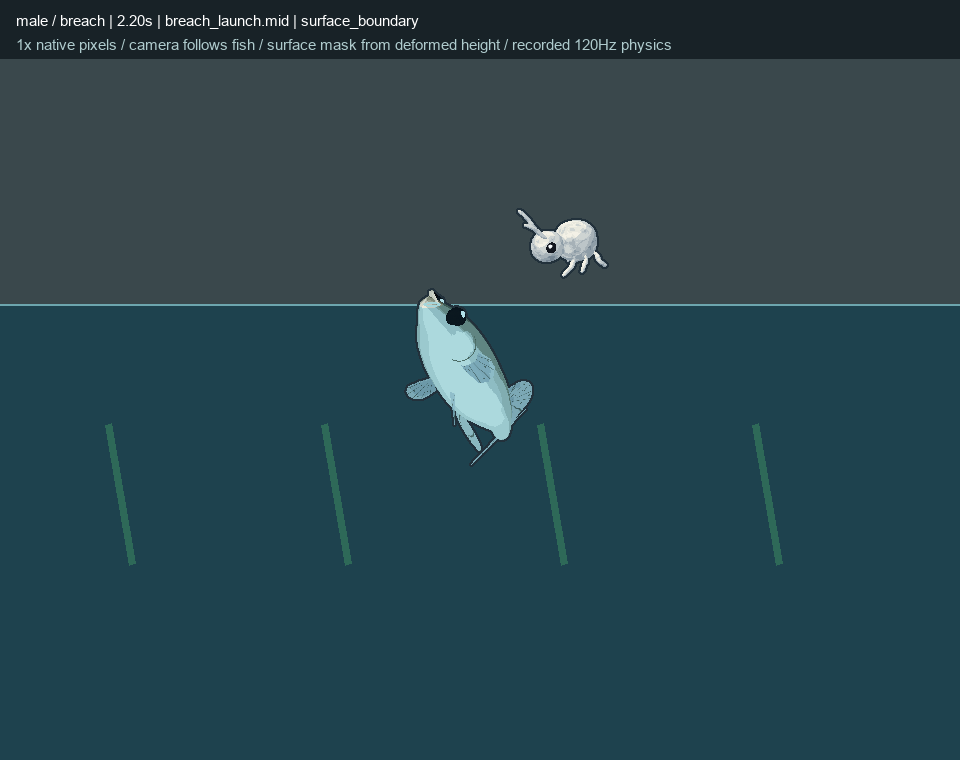 male / breach | 2.20s | breach_launch.mid | surface_boundary
1x native pixels / camera follows fish / surface mask from deformed height / recorded 120Hz physics